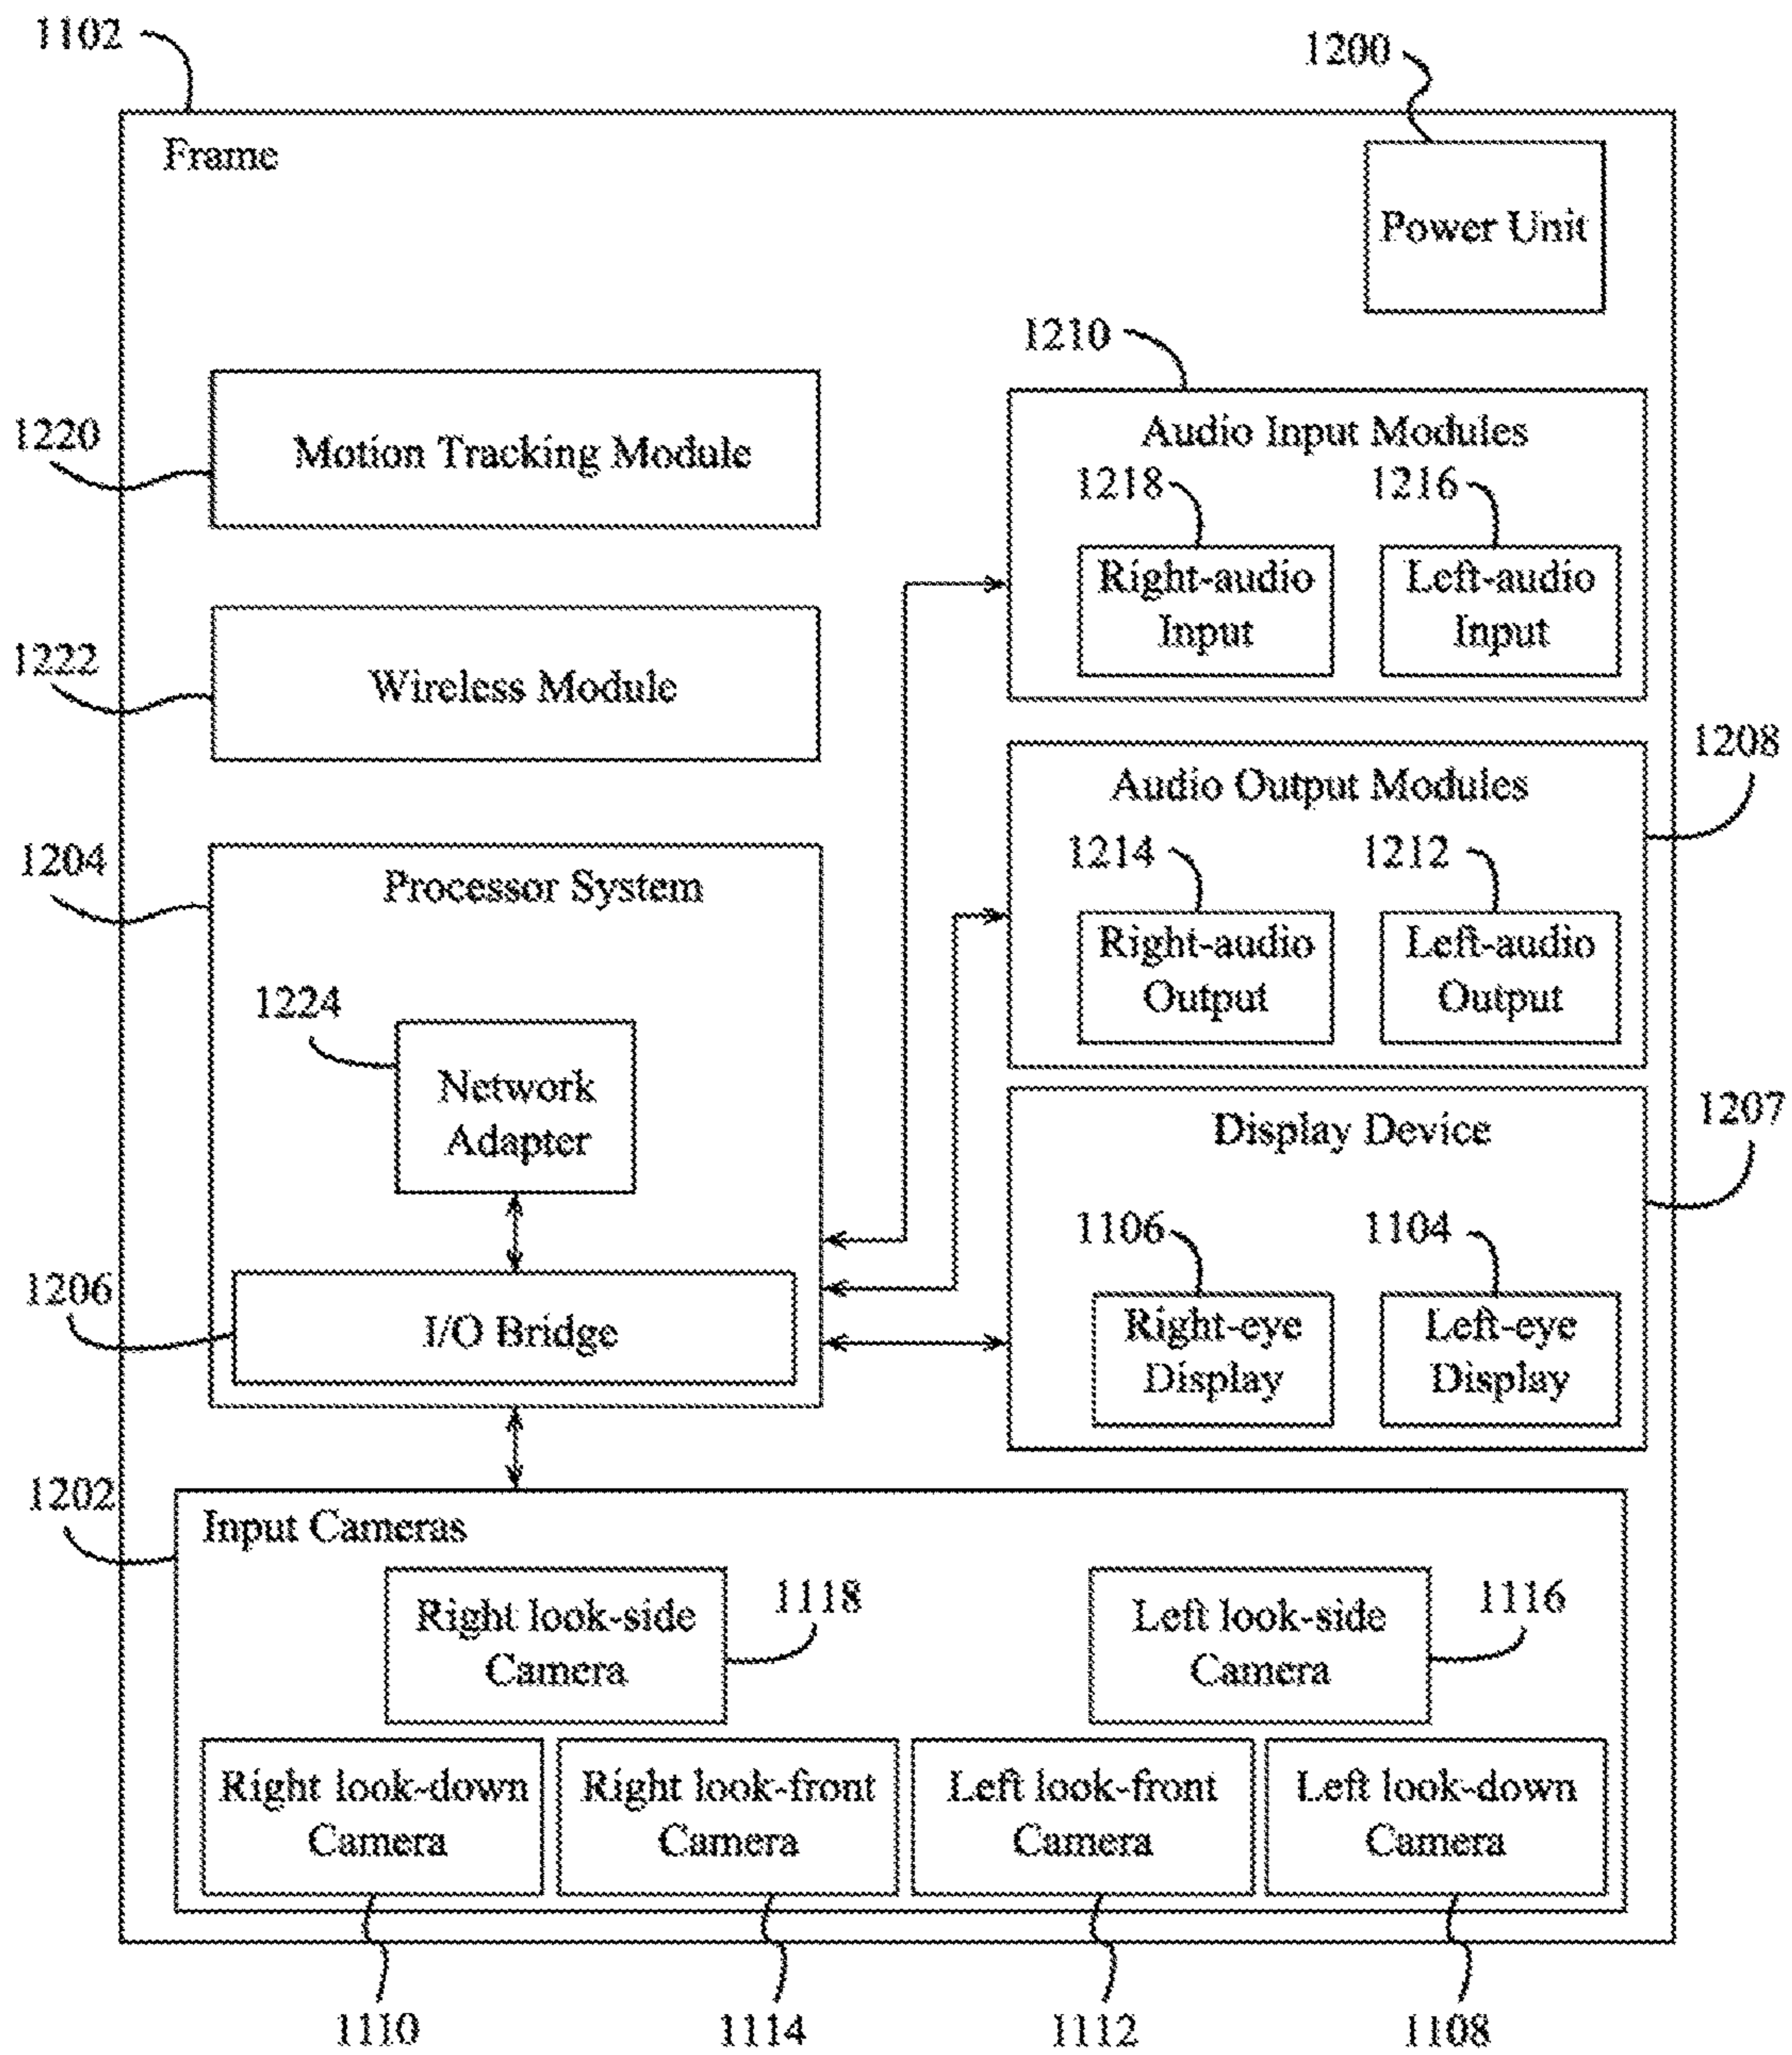 1102
1200
Frame
Power Unit
1210
1220
Motion Tracking Module
Audio Input Modules
1218
1216
Right-audio
Input
Left-audio
Input
1222
Wireless Module
1208
Audio Output Modules
1214
1212
Right-audio
Output
Left-audio
Output
1204
Processor System
1224
Network
Adapter
1207
Display Device
1106
1104
Right-eye
Display
Left-eye
Display
1206
I/O Bridge
1202
Input Cameras
Right look-side
Camera
1118
Left look-side
Camera
1116
Right look-down
Camera
Right look-front
Camera
Left look-front
Camera
Left look-down
Camera
1110
1114
1112
1108